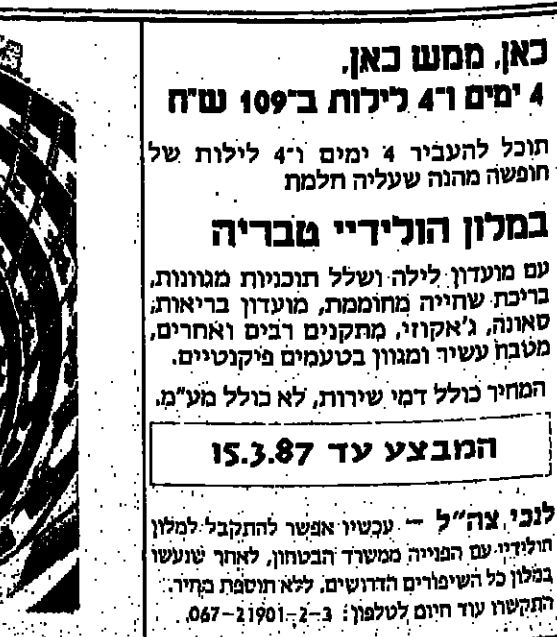 כאן. ממש כאן.
4 ימים ו־4 לילות ב־109 ש״ח
תוכל להעביר 4 ימים ו־4 לילות של
חופשה מהנה שעליה חלמת
במלון הולידיי טבריה
עם מועדון לילה ושלל תוכניות מגוונות,
בריכת שחייה מחוממת, מועדון בריאות,
סאונה, ג'אקוזי, מתקנים רבים ואחרים,
מטבח עשיר ומגוון בטעמים פיקנטיים.
המחיר כולל דמי שירות, לא כולל מע״מ.
המבצע עד 15.3.87
לנכי צה״ל — עכשיו אפשר להתקבל למלון
הולידיי עם הפנייה ממשרד הבטחון, לאחר שנעשו
במלון כל השיפורים הדרושים, ללא תוספת מחיר.
התקשרו עוד היום לטלפון: 067-21901-2-3.